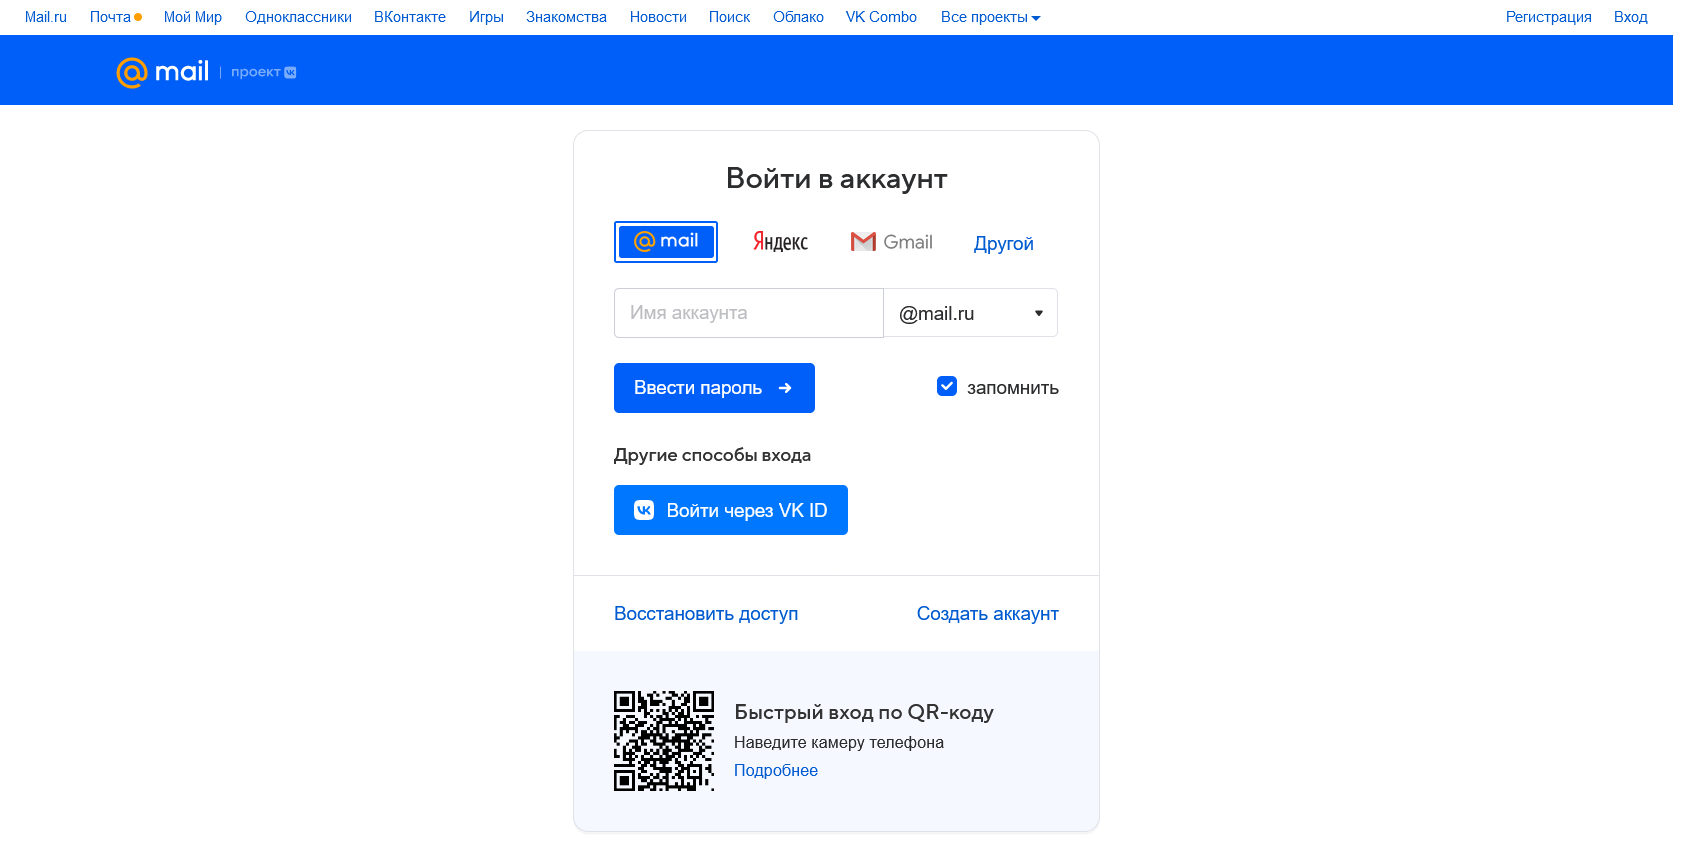 Mail.ru Почта Мой Мир Одноклассники ВКонтакте Игры Знакомства Новости Поиск Облако VK Combo Все проекты Регистрация Вход
@mail | проект
Войти в аккаунт
@mail Яндекс Gmail Другой
Имя аккаунта @mail.ru
Ввести пароль → запомнить
Другие способы входа
Войти через VK ID
Восстановить доступ Создать аккаунт
Быстрый вход по QR-коду
Наведите камеру телефона
Подробнее